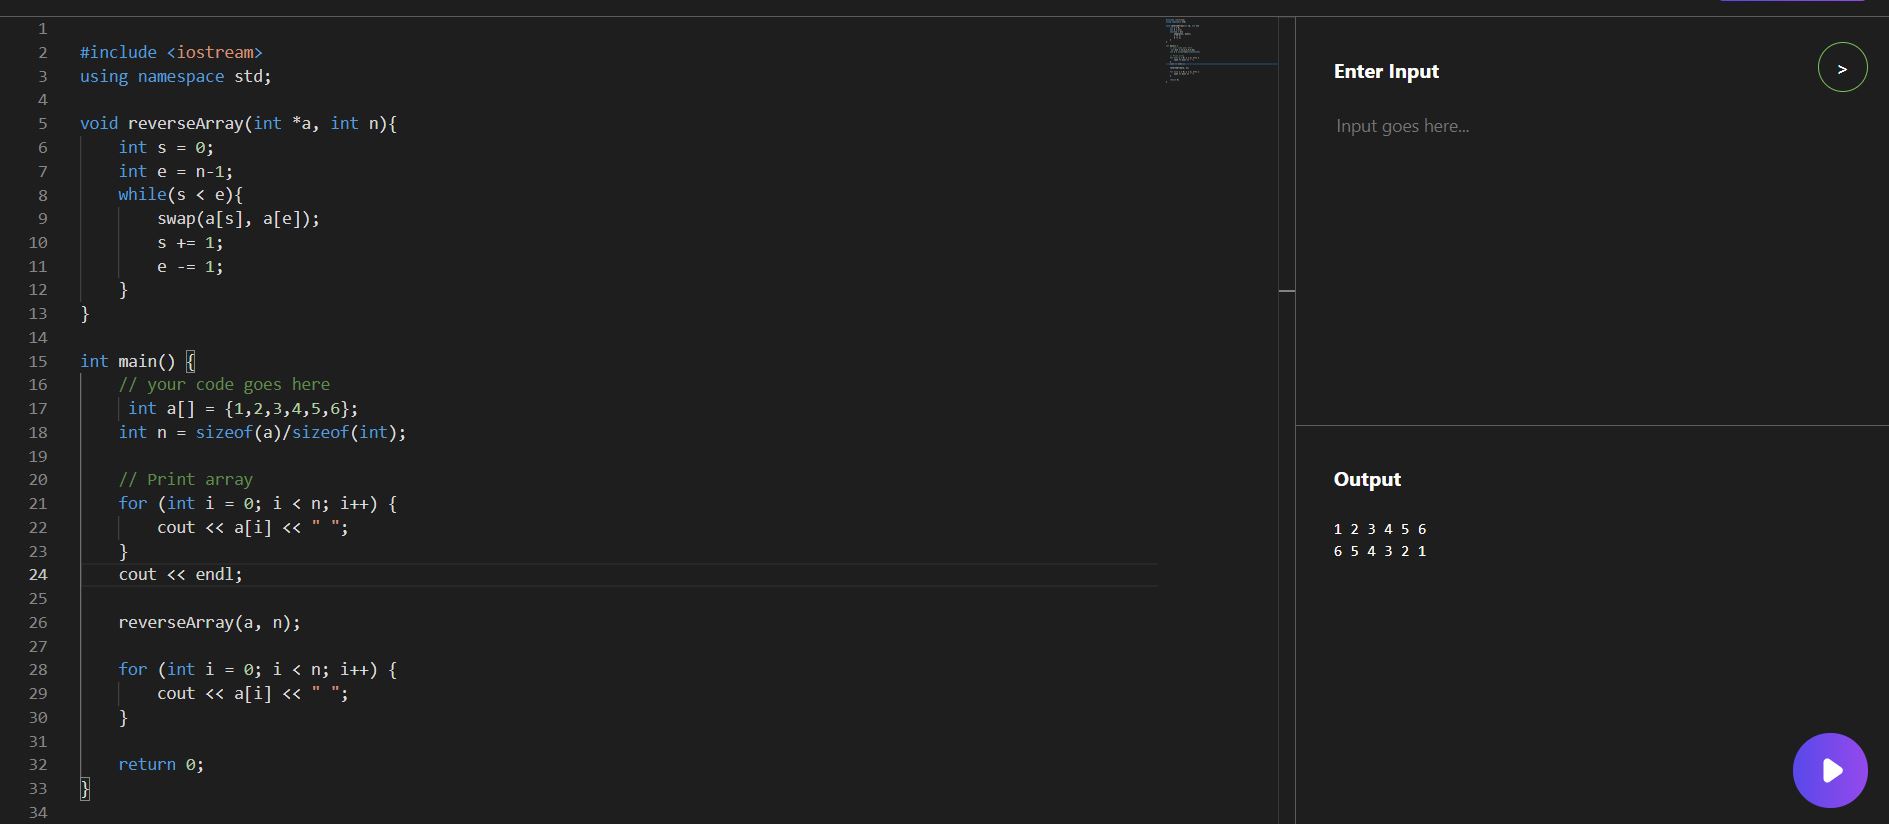 1
2 #include <iostream>
3 using namespace std;
4
5 void reverseArray(int *a, int n){
6     int s = 0;
7     int e = n-1;
8     while(s < e){
9         swap(a[s], a[e]);
10         s += 1;
11         e -= 1;
12     }
13 }
14
15 int main() {
16     // your code goes here
17      int a[] = {1,2,3,4,5,6};
18     int n = sizeof(a)/sizeof(int);
19
20     // Print array
21     for (int i = 0; i < n; i++) {
22         cout << a[i] << " ";
23     }
24     cout << endl;
25
26     reverseArray(a, n);
27
28     for (int i = 0; i < n; i++) {
29         cout << a[i] << " ";
30     }
31
32     return 0;
33 }
34
Enter Input
>
Input goes here...
Output
1 2 3 4 5 6
6 5 4 3 2 1